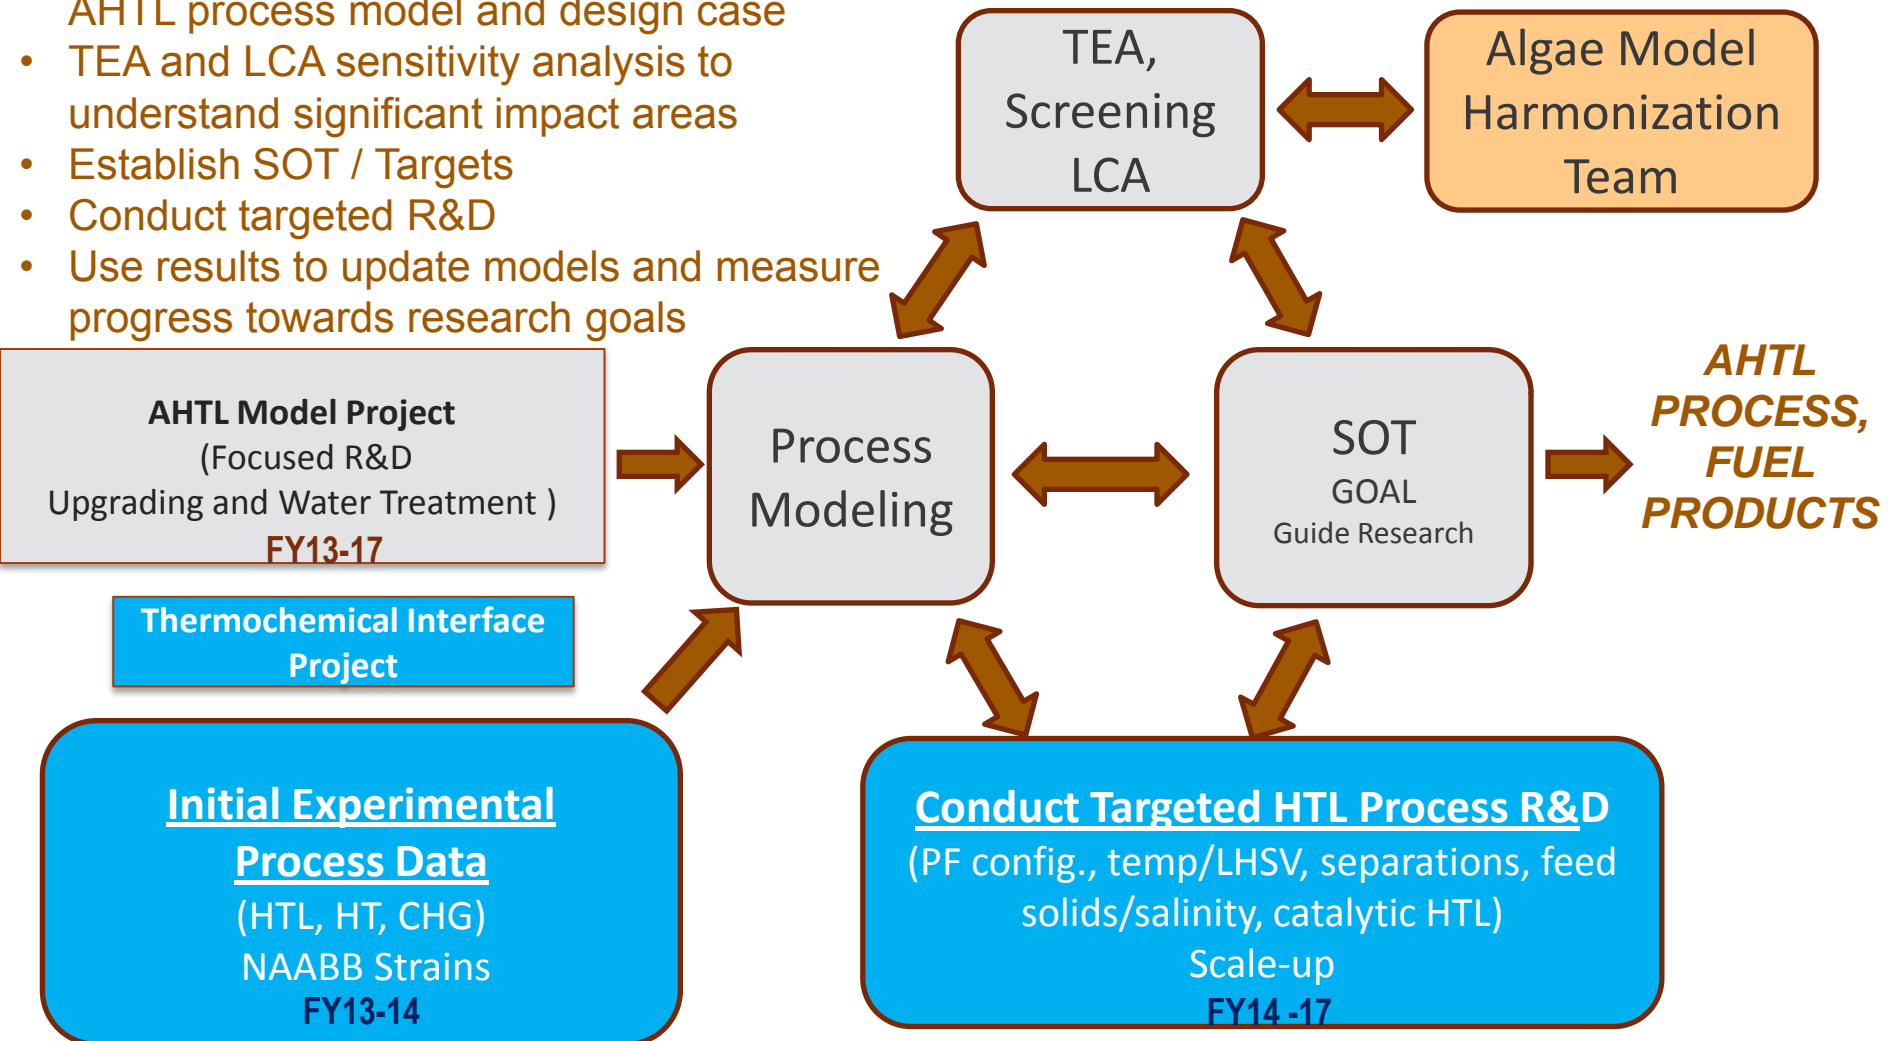 AHTL process model and design case
• TEA and LCA sensitivity analysis to
understand significant impact areas
• Establish SOT / Targets
• Conduct targeted R&D
• Use results to update models and measure
progress towards research goals
TEA,
Screening
LCA
Algae Model
Harmonization
Team
AHTL Model Project
(Focused R&D
Upgrading and Water Treatment )
FY13-17
Process
Modeling
SOT
GOAL
Guide Research
AHTL
PROCESS,
FUEL
PRODUCTS
Thermochemical Interface
Project
Initial Experimental
Process Data
(HTL, HT, CHG)
NAABB Strains
FY13-14
Conduct Targeted HTL Process R&D
(PF config., temp/LHSV, separations, feed
solids/salinity, catalytic HTL)
Scale-up
FY14 -17